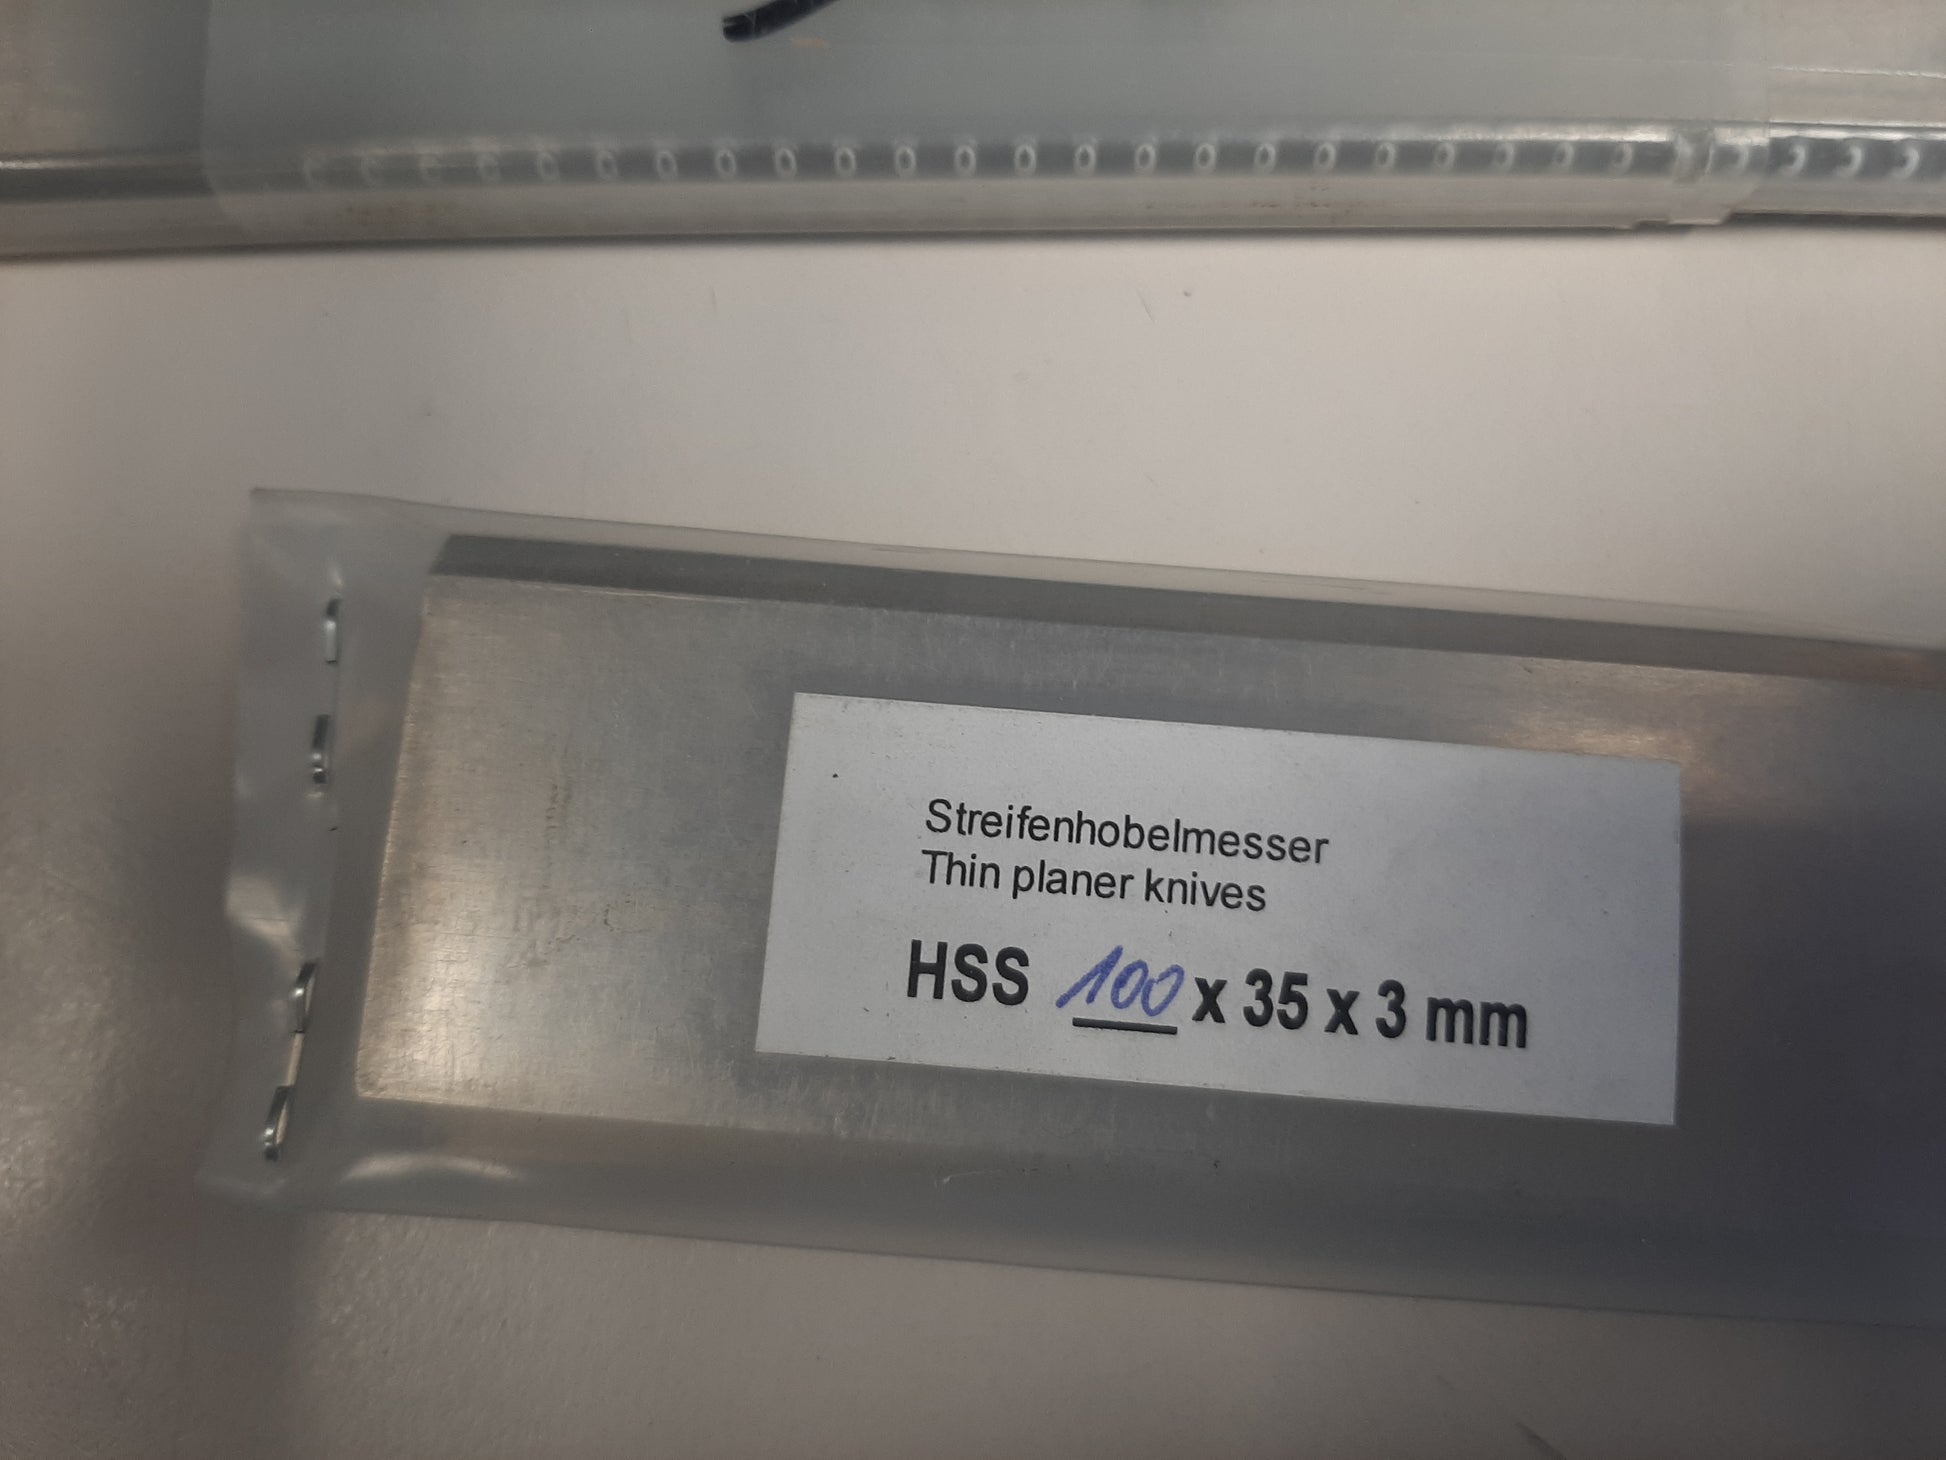 Streifenhobelmesser
Thin planer knives
HSS 100 x 35 x 3 mm